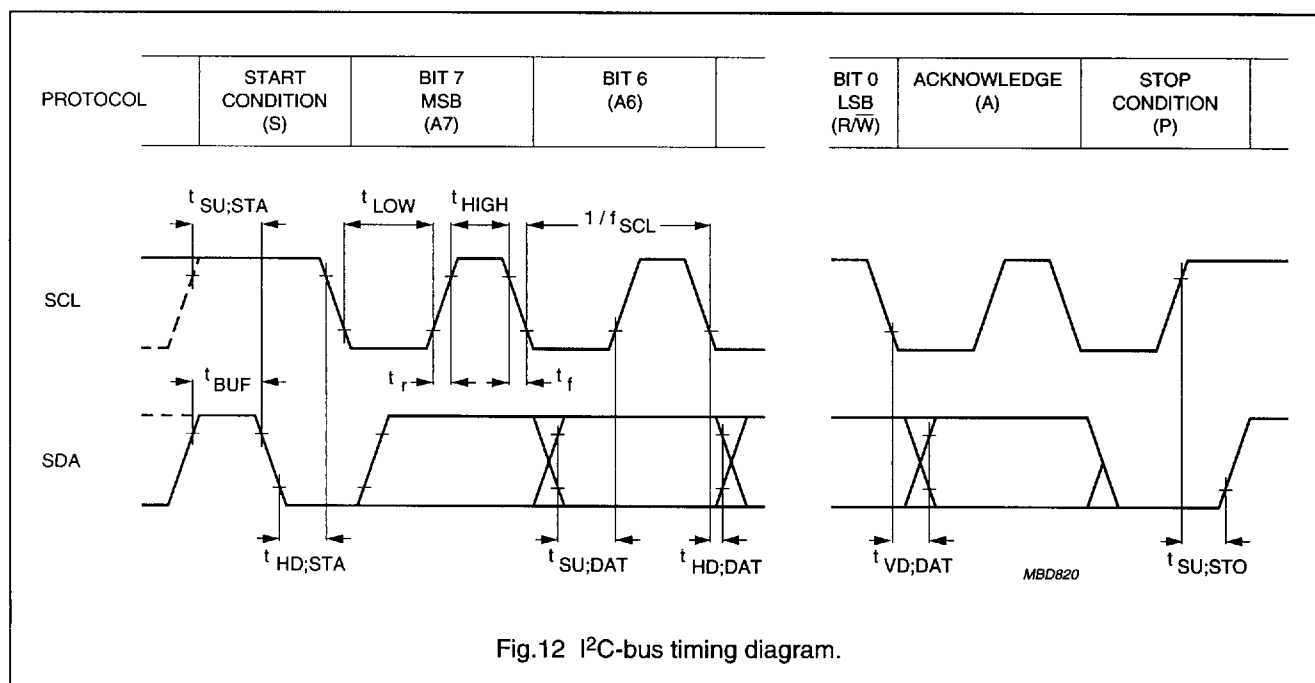 PROTOCOL
START
CONDITION
(S)
BIT 7
MSB
(A7)
BIT 6
(A6)
BIT 0
LSB
(R/W̅)
ACKNOWLEDGE
(A)
STOP
CONDITION
(P)
t SU;STA
t LOW
t HIGH
1 / f SCL
SCL
t BUF
t r
t f
SDA
t HD;STA
t SU;DAT
t HD;DAT
t VD;DAT
MBD820
t SU;STO
Fig.12 I²C-bus timing diagram.